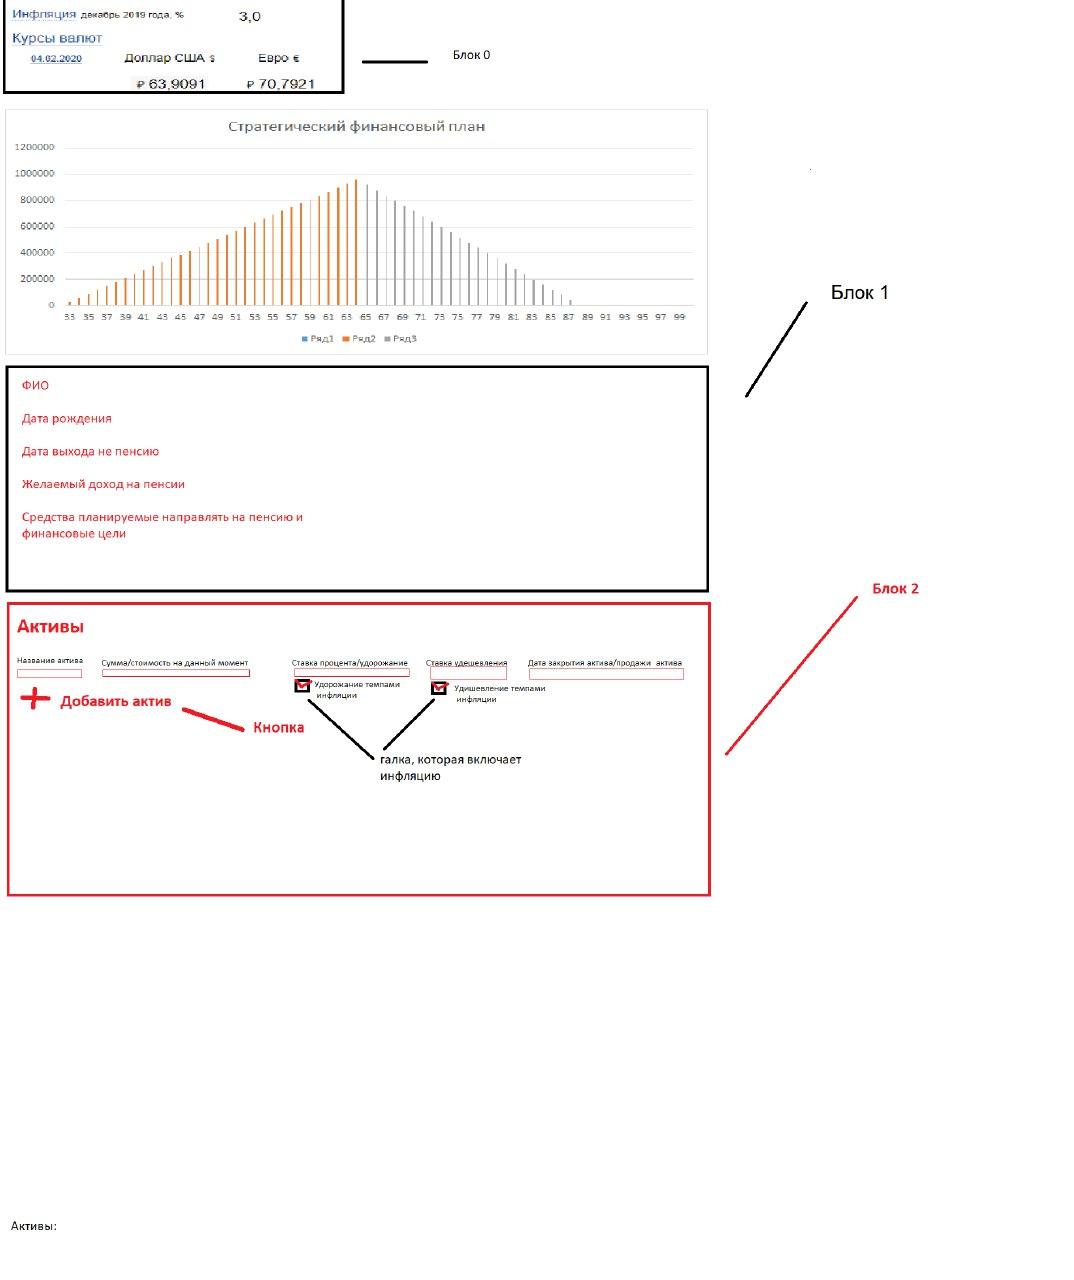 Инфляция декабрь 2019 года, % 3,0
Курсы валют
04.02.2020 Доллар США $ Евро €
₽ 63,9091 ₽ 70,7921
Блок 0
Стратегический финансовый план
1200000
1000000
800000
600000
400000
200000
0
33 35 37 39 41 43 45 47 49 51 53 55 57 59 61 63 65 67 69 71 73 75 77 79 81 83 85 87 89 91 93 95 97 99
Ряд1 Ряд2 Ряд3
Блок 1
ФИО
Дата рождения
Дата выхода не пенсию
Желаемый доход на пенсии
Средства планируемые направлять на пенсию и
финансовые цели
Блок 2
Активы
Название актива Сумма/стоимость на данный момент Ставка процента/удорожание Ставка удешевления Дата закрытия актива/продажи актива
Удорожание темпами
инфляции
Удишевление темпами
инфляции
Добавить актив
Кнопка
галка, которая включает
инфляцию
Активы: